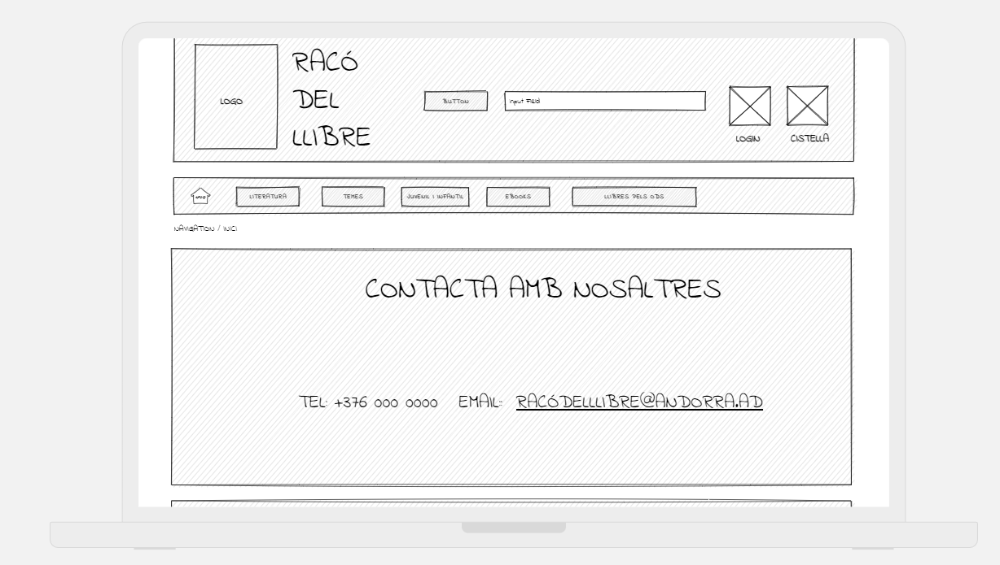 RACÓ
DEL
LLIBRE
LOGO
BUTTON
Input Field
LOGIN
CISTELLA
LITERATURA
TEMES
JUVENIL I INFANTIL
EBOOKS
LLIBRES PELS ODS
NAVIGATION / INICI
CONTACTA AMB NOSALTRES
TEL: +376 000 0000 EMAIL: RACÓDELLLIBRE@ANDORRA.AD